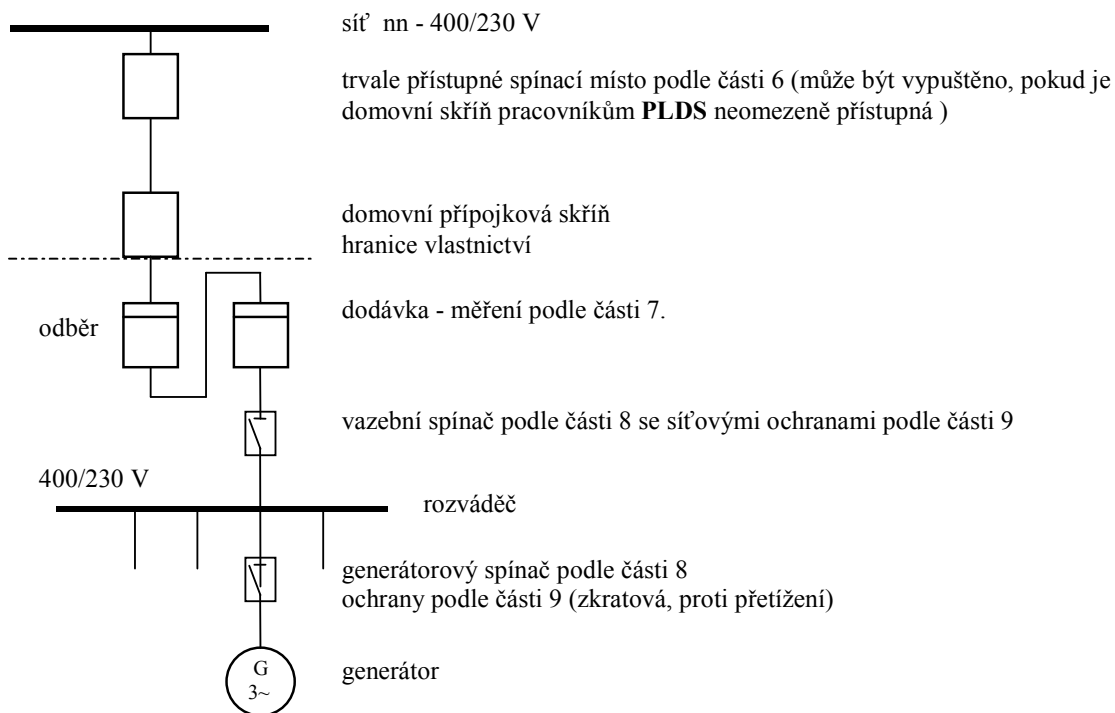 síť nn - 400/230 V
trvale přístupné spínací místo podle části 6 (může být vypuštěno, pokud je
domovní skříň pracovníkům PLDS neomezeně přístupná )
domovní přípojková skříň
hranice vlastnictví
odběr
dodávka - měření podle části 7.
vazební spínač podle části 8 se síťovými ochranami podle části 9
400/230 V
rozváděč
generátorový spínač podle části 8
ochrany podle části 9 (zkratová, proti přetížení)
G
3~
generátor